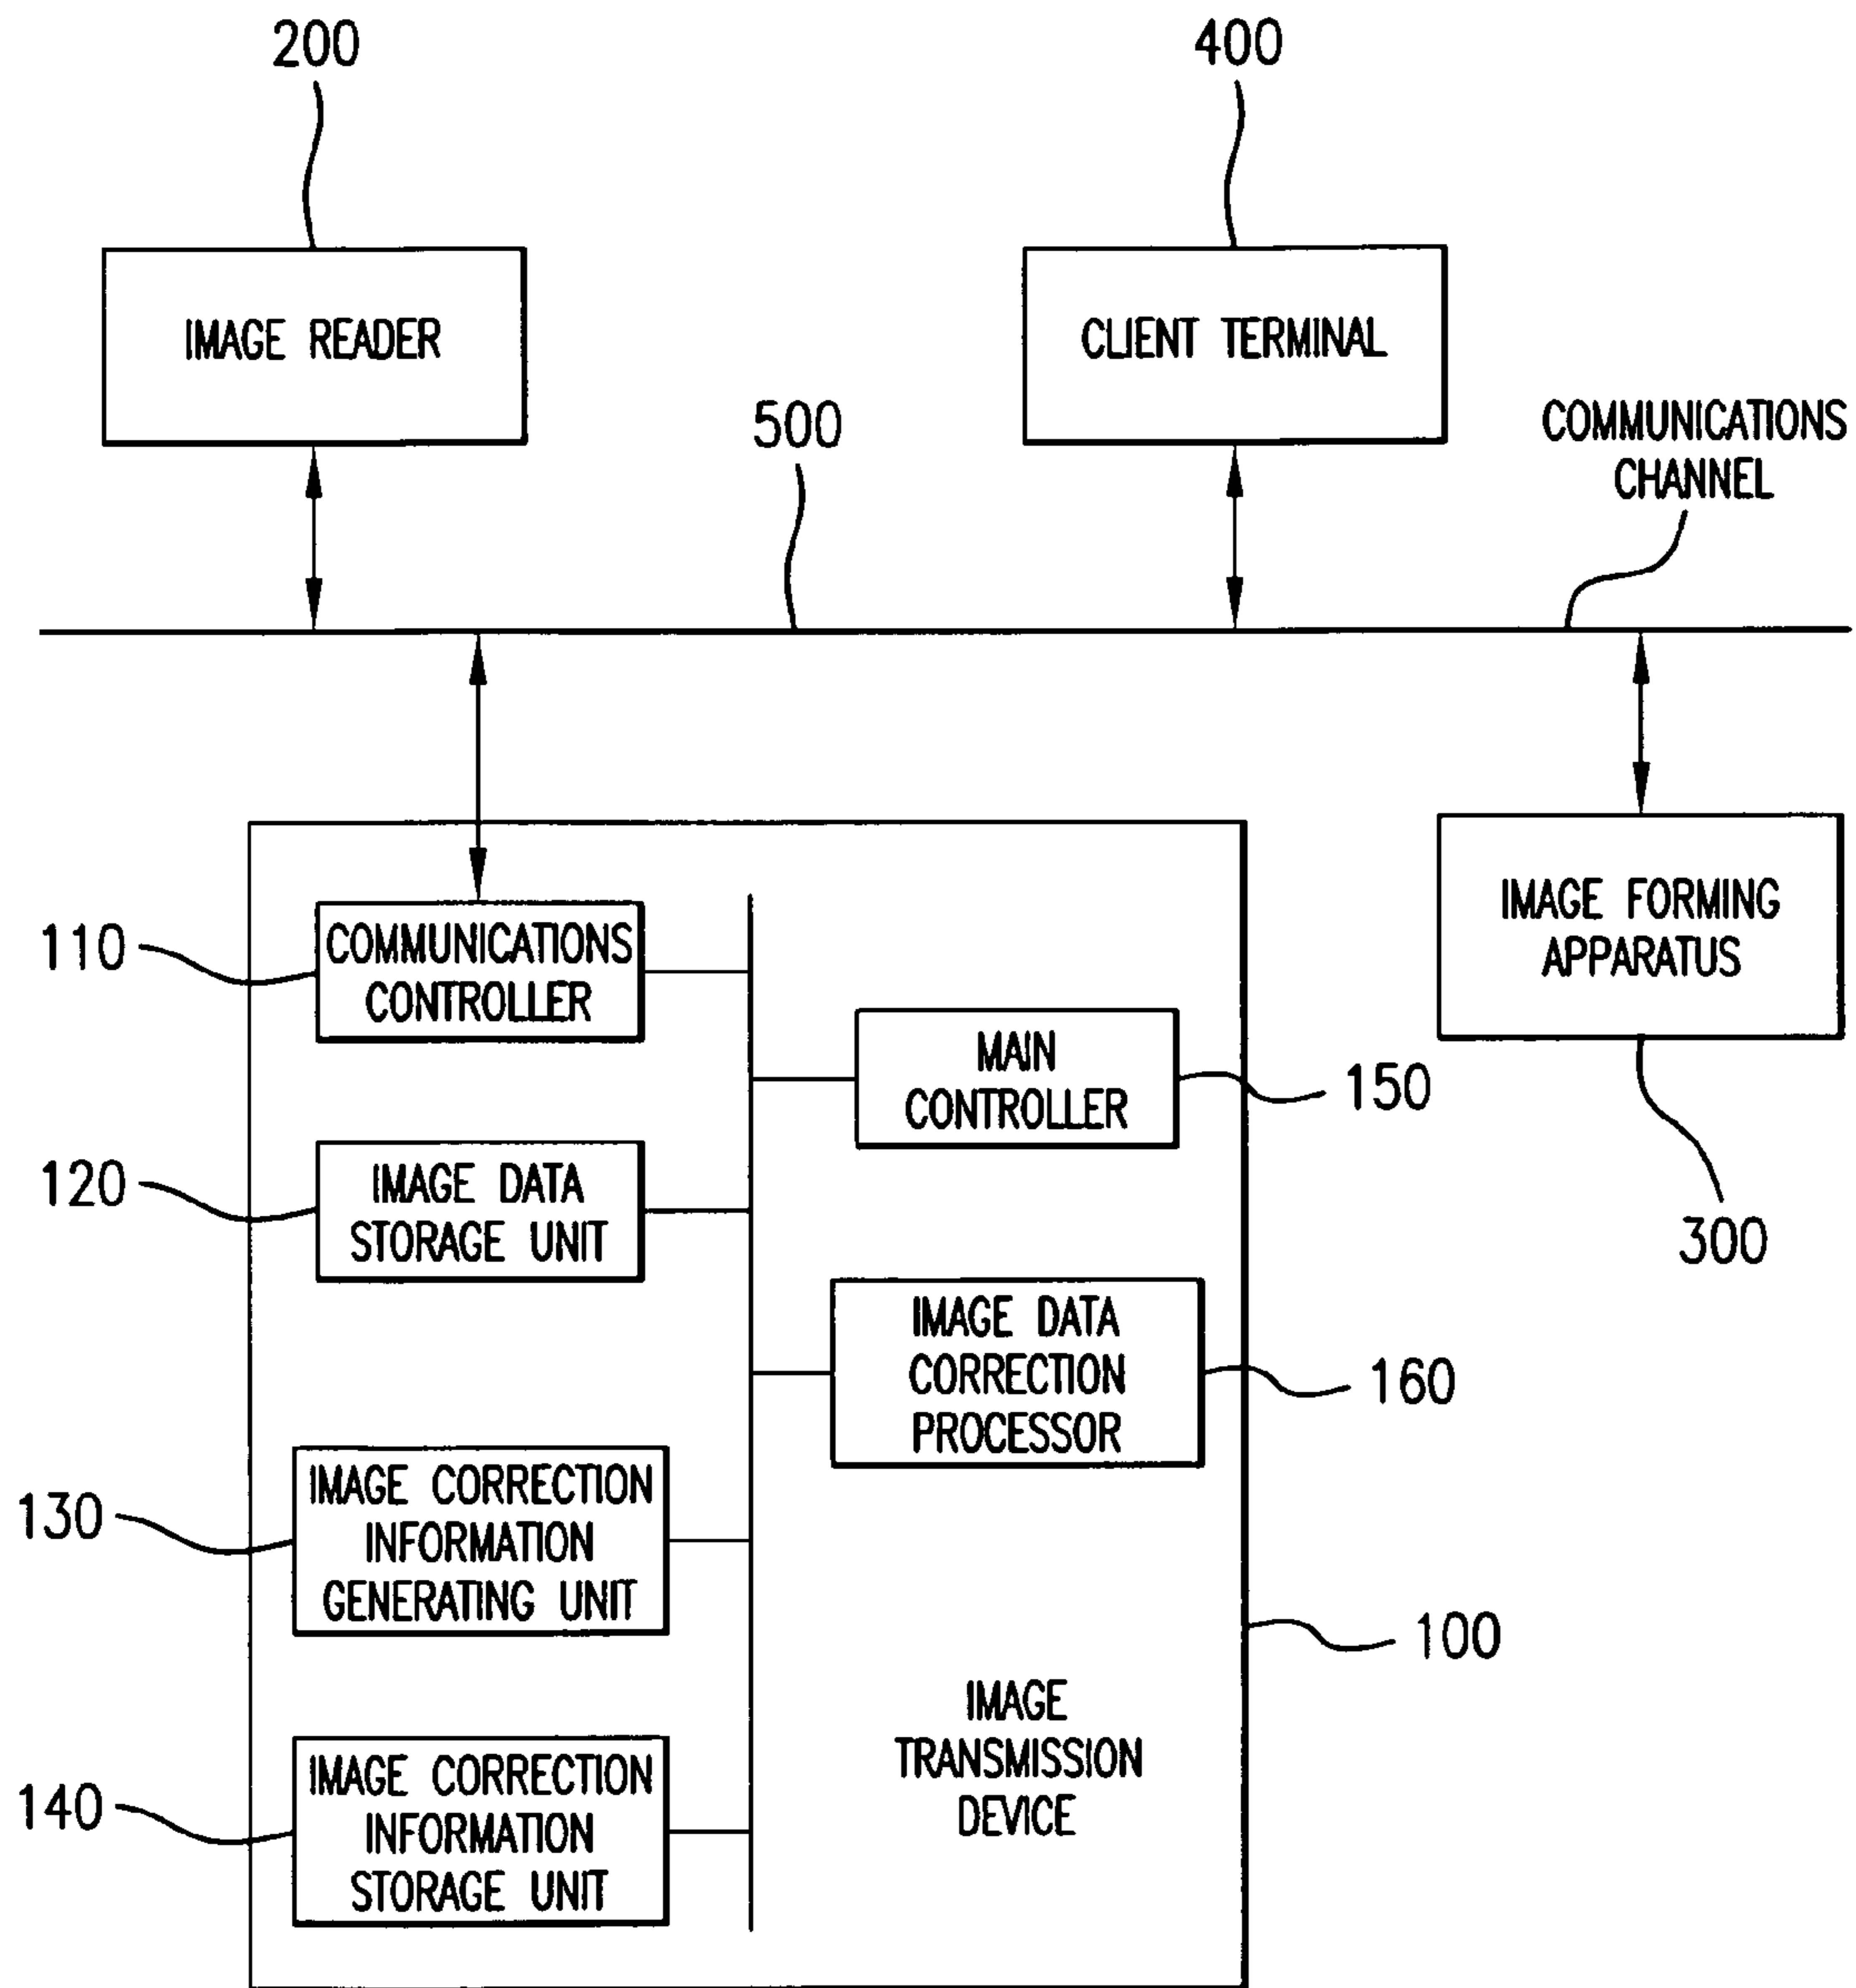 200
400
IMAGE READER
CLIENT TERMINAL
500
COMMUNICATIONS
CHANNEL
110
COMMUNICATIONS
CONTROLLER
IMAGE FORMING
APPARATUS
MAIN
CONTROLLER
150
120
IMAGE DATA
STORAGE UNIT
300
IMAGE DATA
CORRECTION
PROCESSOR
160
130
IMAGE CORRECTION
INFORMATION
GENERATING UNIT
100
IMAGE
TRANSMISSION
DEVICE
140
IMAGE CORRECTION
INFORMATION
STORAGE UNIT